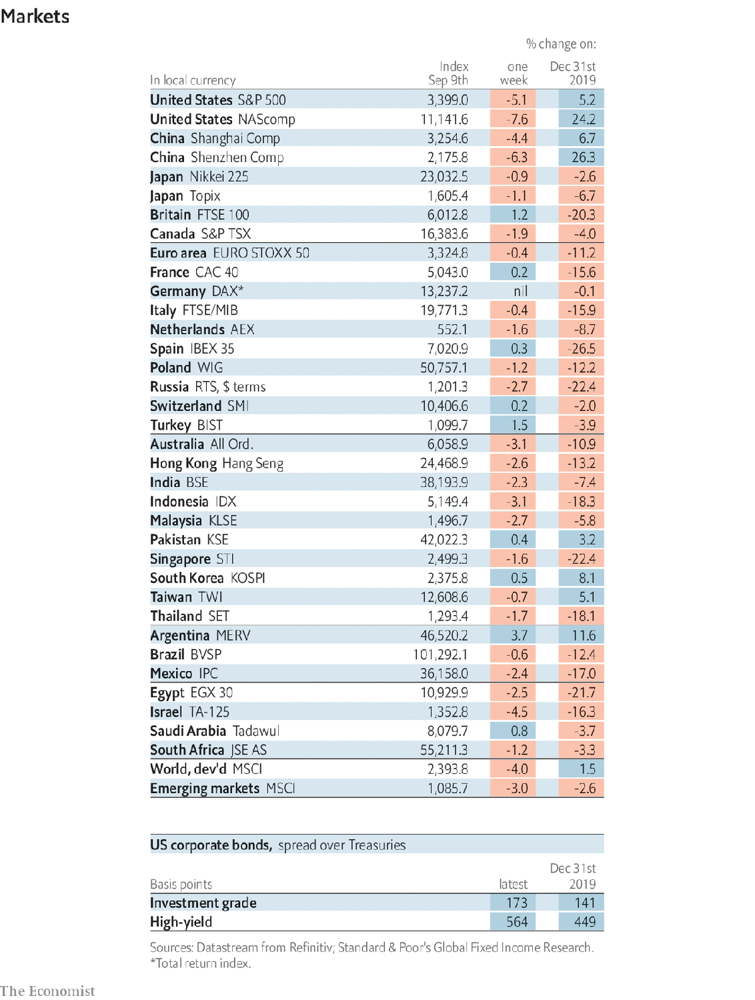 Markets
% change on:
Index one Dec 31st
In local currency Sep 9th week 2019
United States S&P 500 3,399.0 -5.1 5.2
United States NAScomp 11,141.6 -7.6 24.2
China Shanghai Comp 3,254.6 -4.4 6.7
China Shenzhen Comp 2,175.8 -6.3 26.3
Japan Nikkei 225 23,032.5 -0.9 -2.6
Japan Topix 1,605.4 -1.1 -6.7
Britain FTSE 100 6,012.8 1.2 -20.3
Canada S&P TSX 16,383.6 -1.9 -4.0
Euro area EURO STOXX 50 3,324.8 -0.4 -11.2
France CAC 40 5,043.0 0.2 -15.6
Germany DAX* 13,237.2 nil -0.1
Italy FTSE/MIB 19,771.3 -0.4 -15.9
Netherlands AEX 552.1 -1.6 -8.7
Spain IBEX 35 7,020.9 0.3 -26.5
Poland WIG 50,757.1 -1.2 -12.2
Russia RTS, $ terms 1,201.3 -2.7 -22.4
Switzerland SMI 10,406.6 0.2 -2.0
Turkey BIST 1,099.7 1.5 -3.9
Australia All Ord. 6,058.9 -3.1 -10.9
Hong Kong Hang Seng 24,468.9 -2.6 -13.2
India BSE 38,193.9 -2.3 -7.4
Indonesia IDX 5,149.4 -3.1 -18.3
Malaysia KLSE 1,496.7 -2.7 -5.8
Pakistan KSE 42,022.3 0.4 3.2
Singapore STI 2,499.3 -1.6 -22.4
South Korea KOSPI 2,375.8 0.5 8.1
Taiwan TWI 12,608.6 -0.7 5.1
Thailand SET 1,293.4 -1.7 -18.1
Argentina MERV 46,520.2 3.7 11.6
Brazil BVSP 101,292.1 -0.6 -12.4
Mexico IPC 36,158.0 -2.4 -17.0
Egypt EGX 30 10,929.9 -2.5 -21.7
Israel TA-125 1,352.8 -4.5 -16.3
Saudi Arabia Tadawul 8,079.7 0.8 -3.7
South Africa JSE AS 55,211.3 -1.2 -3.3
World, dev'd MSCI 2,393.8 -4.0 1.5
Emerging markets MSCI 1,085.7 -3.0 -2.6
US corporate bonds, spread over Treasuries
Dec 31st
Basis points latest 2019
Investment grade 173 141
High-yield 564 449
Sources: Datastream from Refinitiv; Standard & Poor's Global Fixed Income Research.
*Total return index.
The Economist